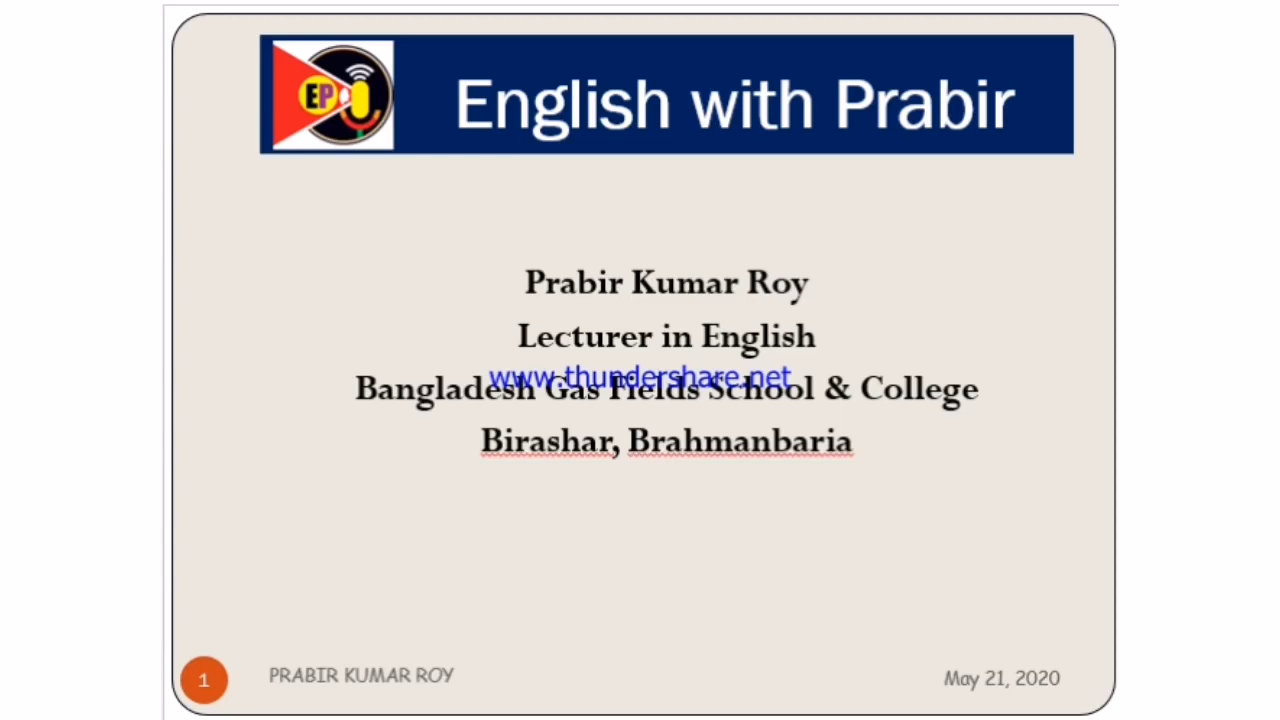 EP
English with Prabir
Prabir Kumar Roy
Lecturer in English
www.thundershare.net
Bangladesh Gas Fields School & College
Birashar, Brahmanbaria
1
PRABIR KUMAR ROY
May 21, 2020